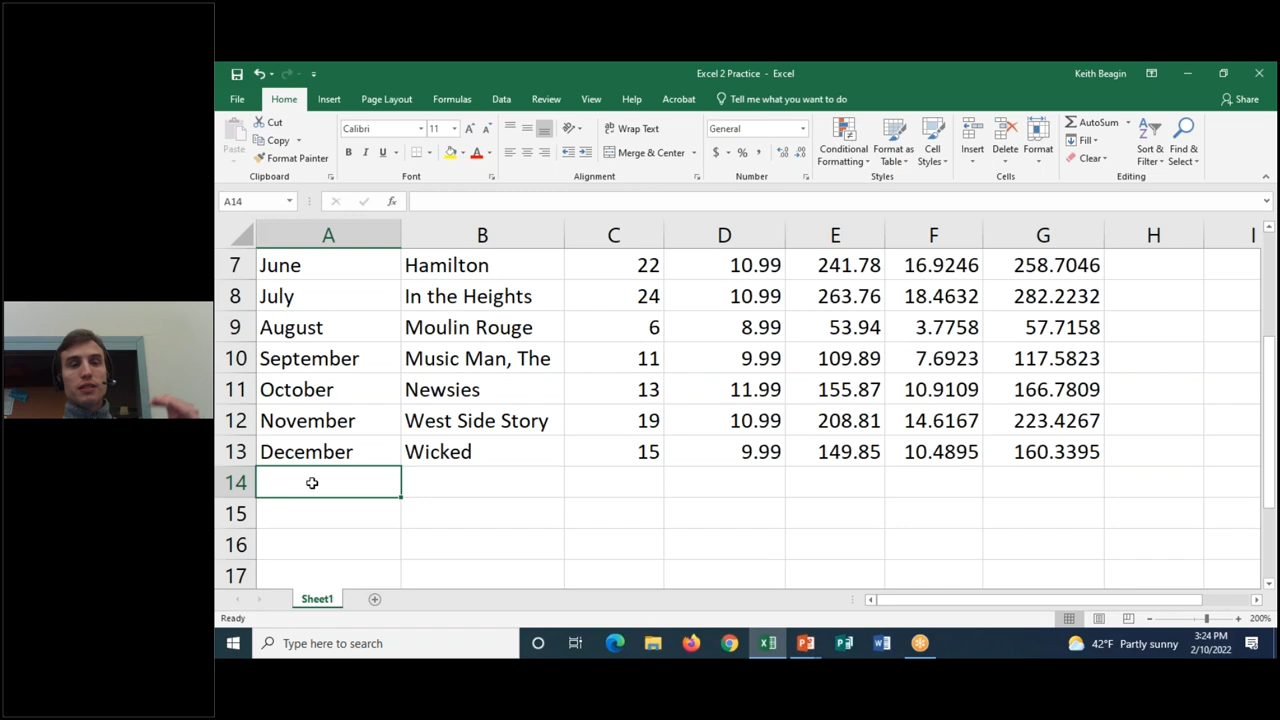 Excel 2 Practice - Excel
Keith Beagin
File Home Insert Page Layout Formulas Data Review View Help Acrobat Tell me what you want to do Share
Paste
Cut
Copy
Format Painter
Clipboard
Calibri 11 A A
B I U A
Font
Wrap Text
Merge & Center
Alignment
General
$ % ,
Number
Conditional Formatting
Format as Table
Cell Styles
Styles
Insert Delete Format
Cells
AutoSum
Fill
Clear
Sort & Filter
Find & Select
Editing
A14 fx
A B C D E F G H I
7 June Hamilton 22 10.99 241.78 16.9246 258.7046
8 July In the Heights 24 10.99 263.76 18.4632 282.2232
9 August Moulin Rouge 6 8.99 53.94 3.7758 57.7158
10 September Music Man, The 11 9.99 109.89 7.6923 117.5823
11 October Newsies 13 11.99 155.87 10.9109 166.7809
12 November West Side Story 19 10.99 208.81 14.6167 223.4267
13 December Wicked 15 9.99 149.85 10.4895 160.3395
14
15
16
17
Sheet1
Ready 200%
Type here to search
42°F Partly sunny
3:24 PM
2/10/2022